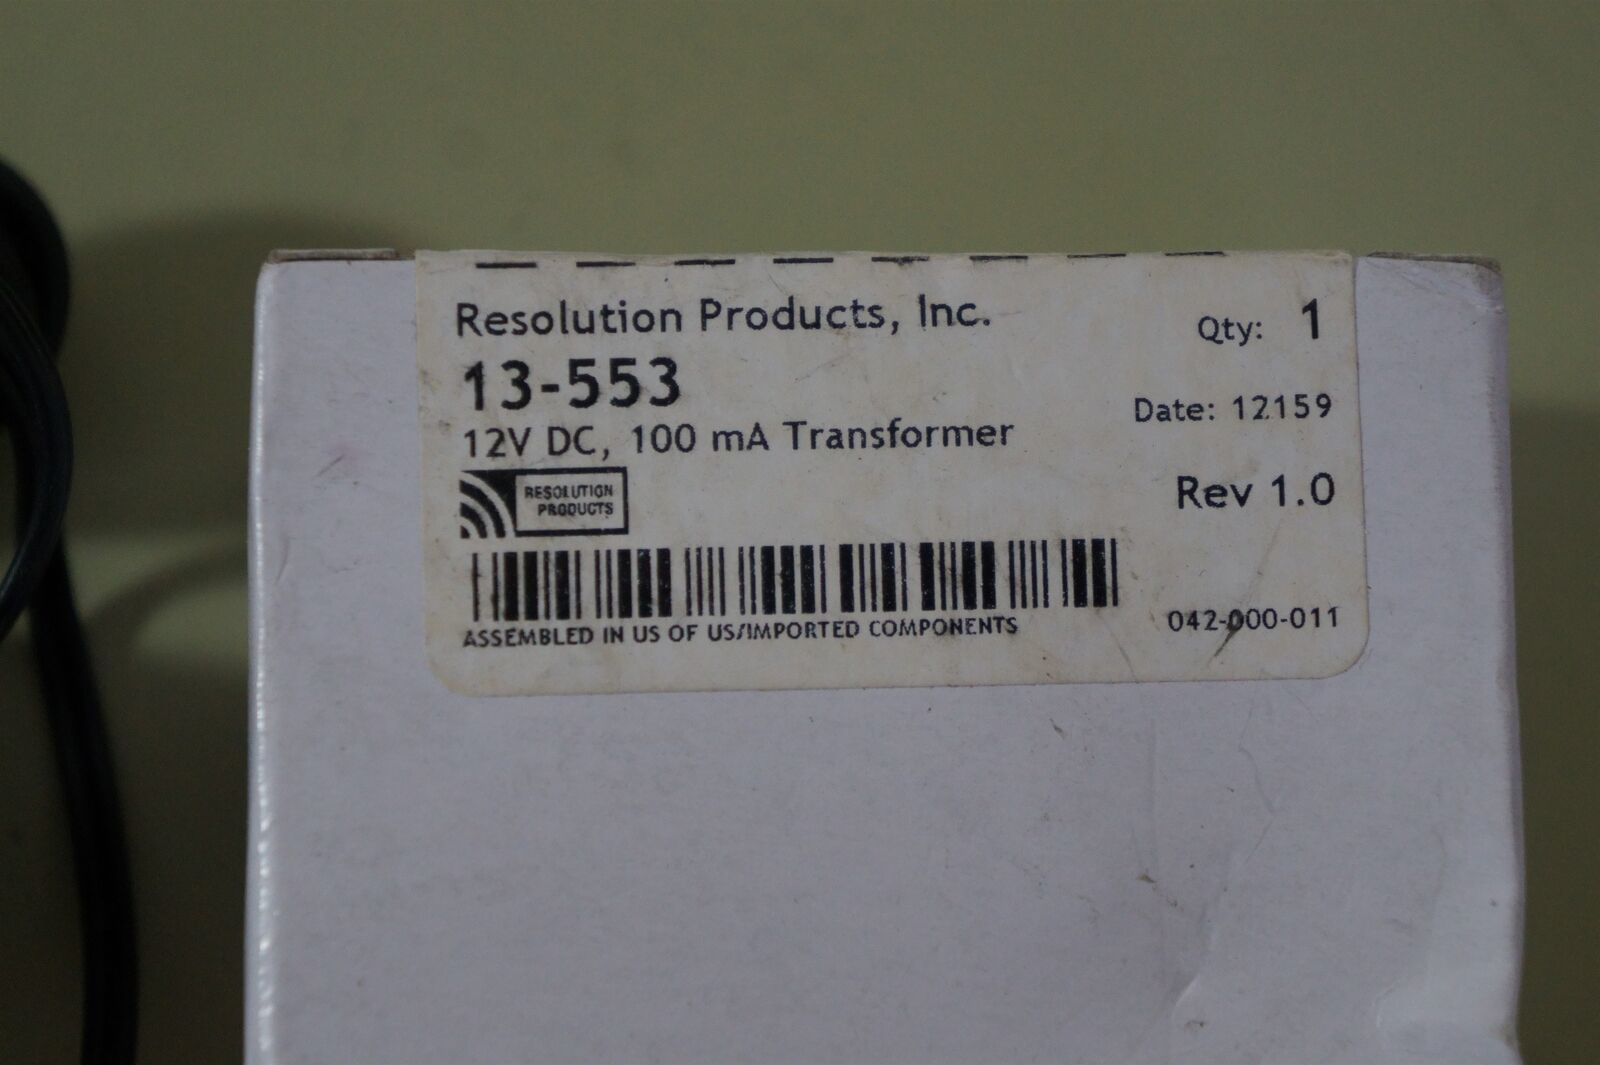 Resolution Products, Inc.
Qty: 1
13-553
Date: 12159
12V DC, 100 mA Transformer
RESOLUTION
PRODUCTS
Rev 1.0
ASSEMBLED IN US OF US/IMPORTED COMPONENTS
042-000-011